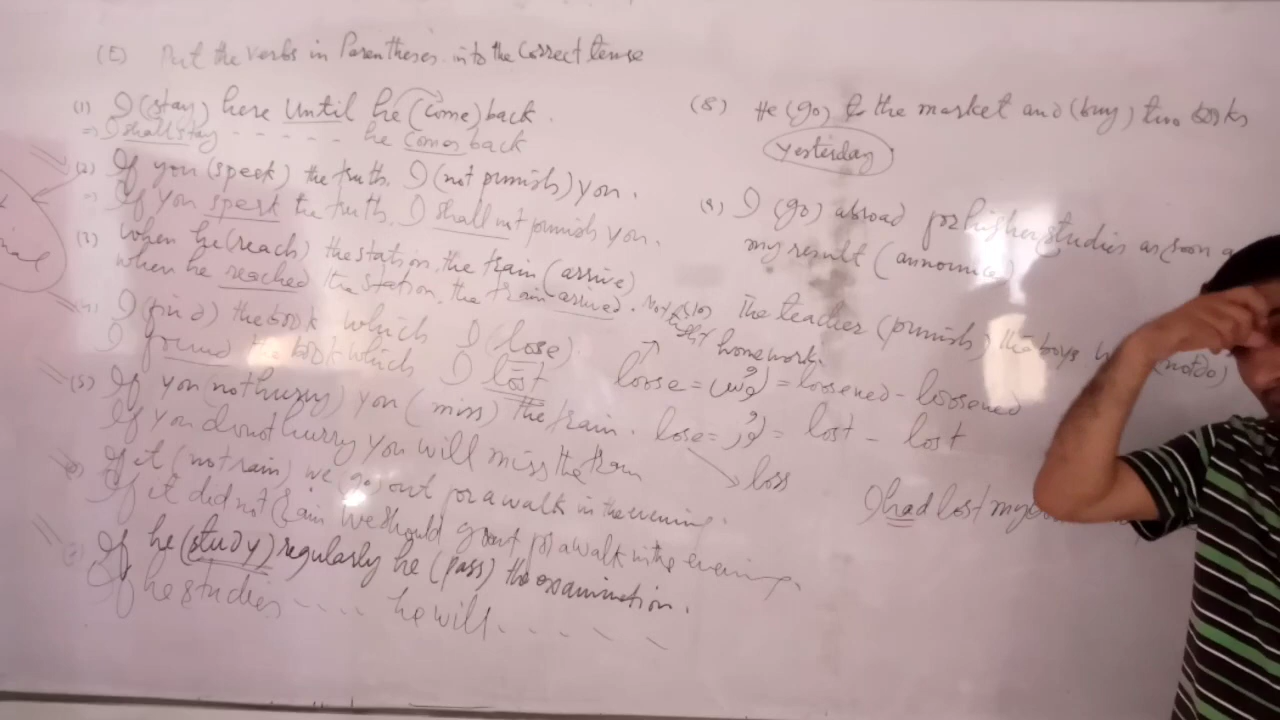 (E) Put the verbs in Parentheses into the correct tense
(1) I (stay) here until he (come) back.
⇒ I shall stay - - - - - he comes back
(2) If you (speak) the truth. I (not punish) you.
If you speak the truth. I shall not punish you.
(3) When he (reach) the station, the train (arrive)
When he reached the station, the train arrived.
(4) I (find) the book which I (lose)
I found the book which I lost
(5) If you (not hurry) you (miss) the train.
If you do not hurry you will miss the train
(6) If it (not rain) we (go) out for a walk in the evening.
If it did not rain we should go out for a walk in the evening.
(7) If he (study) regularly he (pass) the examination.
If he studies - - - - he will - - - - -
(8) He (go) to the market and (buy) two books
yesterday
(9) I (go) abroad for higher studies as soon a
my result (announce)
(10) The teacher (punish) the boys (not do)
homework.
loose = = loosened - loosened
lose = = lost - lost
loss
I had lost my